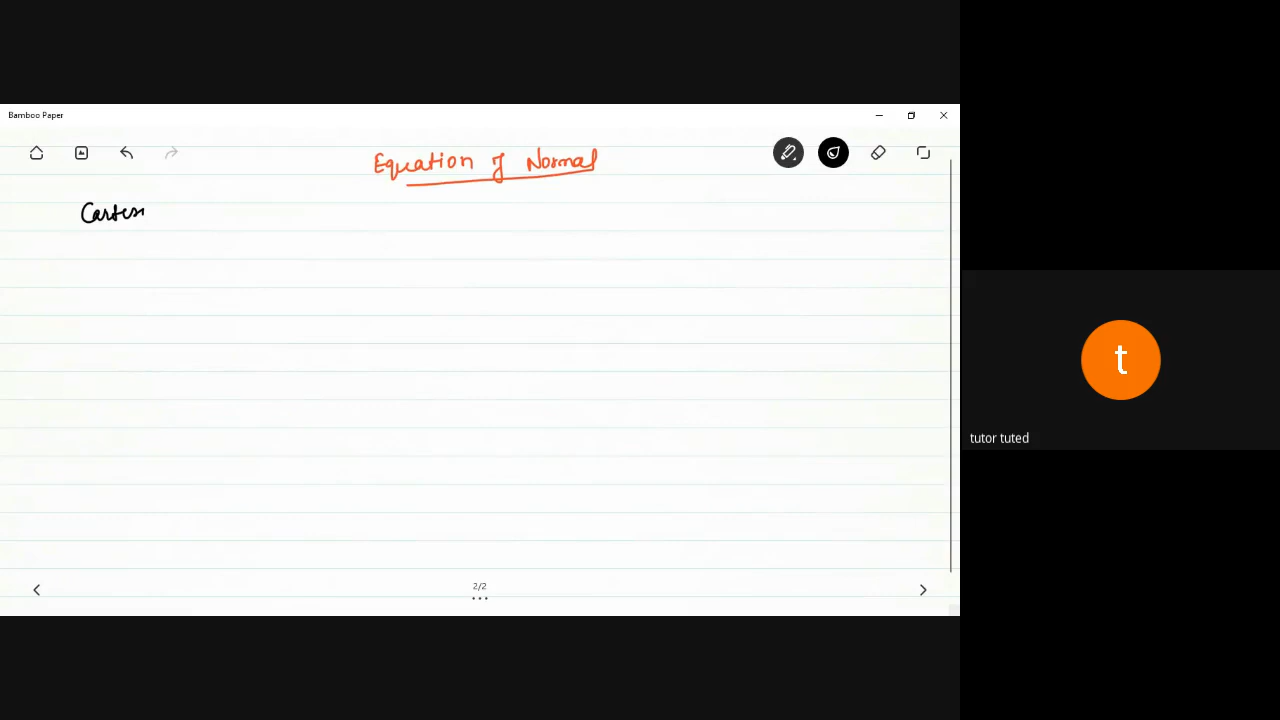 Bamboo Paper
Equation of Normal
Cartesi
t
tutor tuted
2/2